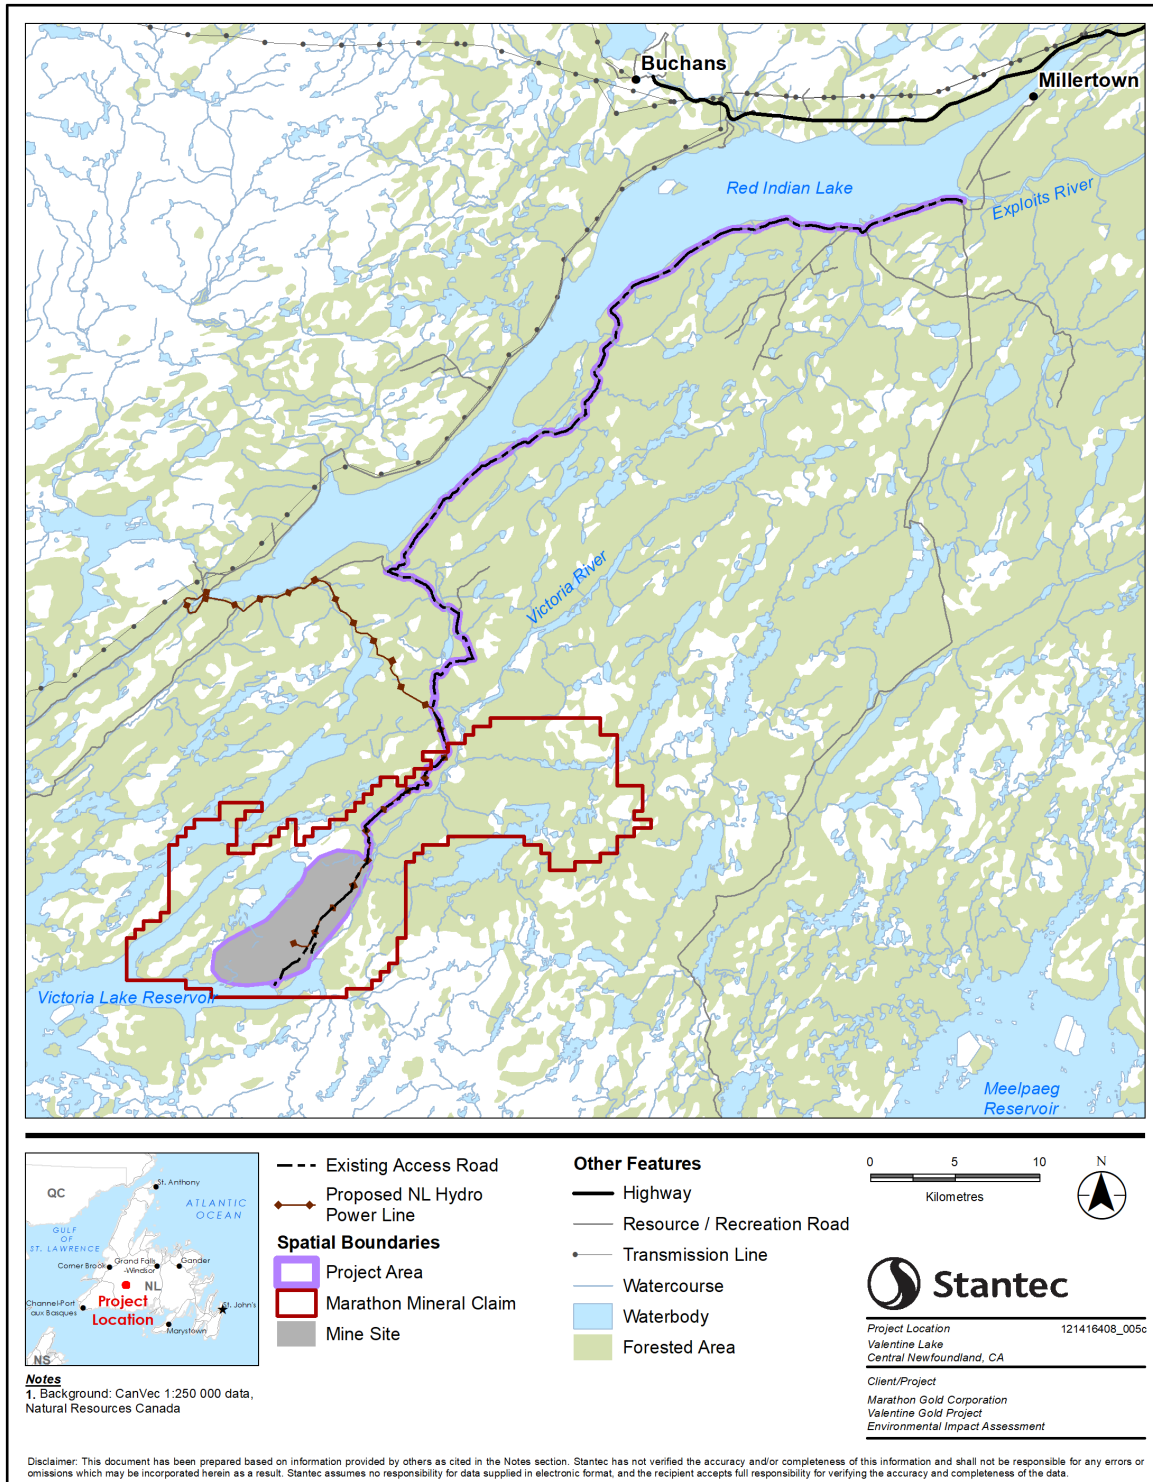 Buchans
Millertown
Red Indian Lake
Exploits River
Victoria River
Victoria Lake Reservoir
Meelpaeg
Reservoir
QC
St. Anthony
ATLANTIC
OCEAN
GULF
OF
ST. LAWRENCE
Corner Brook
Grand Falls
-Windsor
Gander
NL
Project
Location
Channel-Port
aux Basques
St. John's
Marystown
NS
Notes
1. Background: CanVec 1:250 000 data,
Natural Resources Canada
Existing Access Road
Proposed NL Hydro
Power Line
Spatial Boundaries
Project Area
Marathon Mineral Claim
Mine Site
Other Features
Highway
Resource / Recreation Road
Transmission Line
Watercourse
Waterbody
Forested Area
0 5 10
Kilometres
N
Stantec
Project Location 121416408_005c
Valentine Lake
Central Newfoundland, CA
Client/Project
Marathon Gold Corporation
Valentine Gold Project
Environmental Impact Assessment
Disclaimer: This document has been prepared based on information provided by others as cited in the Notes section. Stantec has not verified the accuracy and/or completeness of this information and shall not be responsible for any errors or
omissions which may be incorporated herein as a result. Stantec assumes no responsibility for data supplied in electronic format, and the recipient accepts full responsibility for verifying the accuracy and completeness of the data.